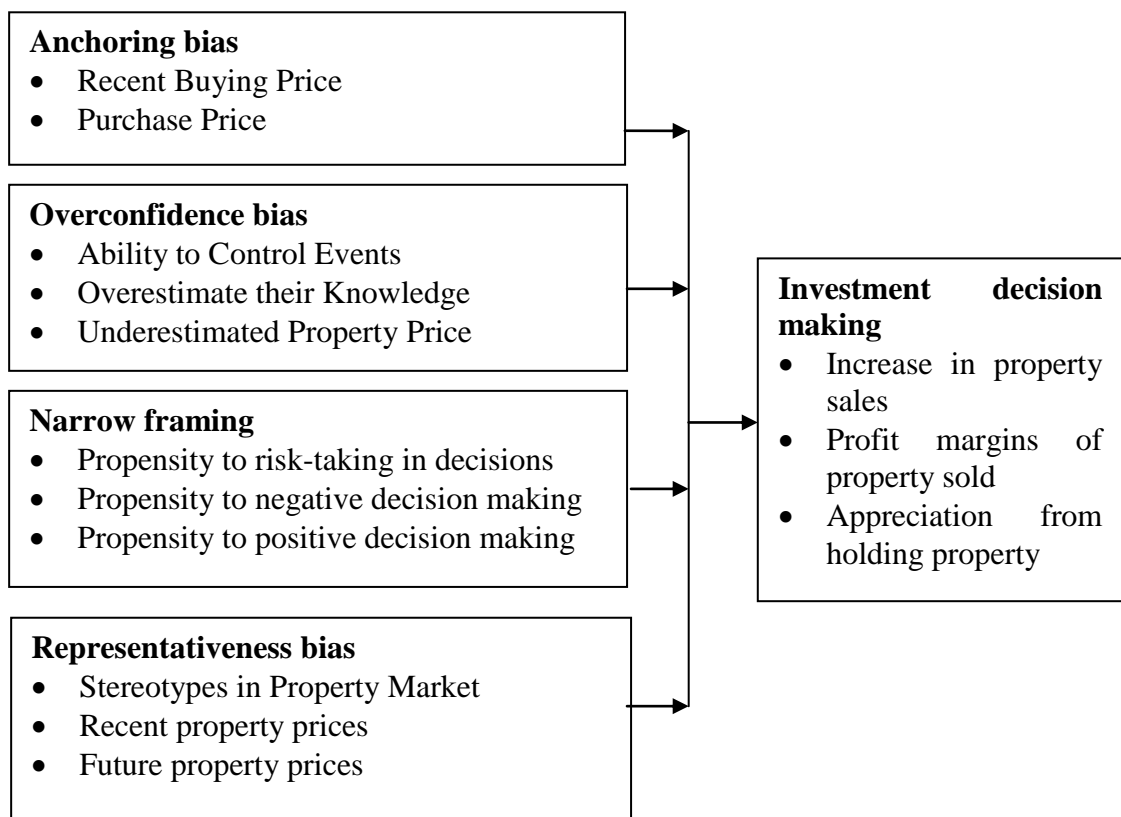 Anchoring bias
• Recent Buying Price
• Purchase Price
Overconfidence bias
• Ability to Control Events
• Overestimate their Knowledge
• Underestimated Property Price
Narrow framing
• Propensity to risk-taking in decisions
• Propensity to negative decision making
• Propensity to positive decision making
Representativeness bias
• Stereotypes in Property Market
• Recent property prices
• Future property prices
Investment decision
making
• Increase in property
sales
• Profit margins of
property sold
• Appreciation from
holding property